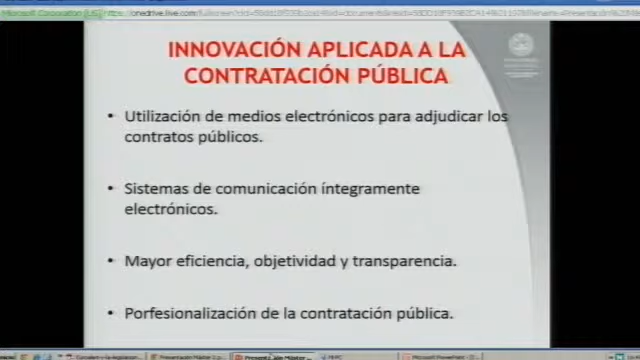 INNOVACIÓN APLICADA A LA
CONTRATACIÓN PÚBLICA
• Utilización de medios electrónicos para adjudicar los
contratos públicos.
• Sistemas de comunicación íntegramente
electrónicos.
• Mayor eficiencia, objetividad y transparencia.
• Porfesionalización de la contratación pública.